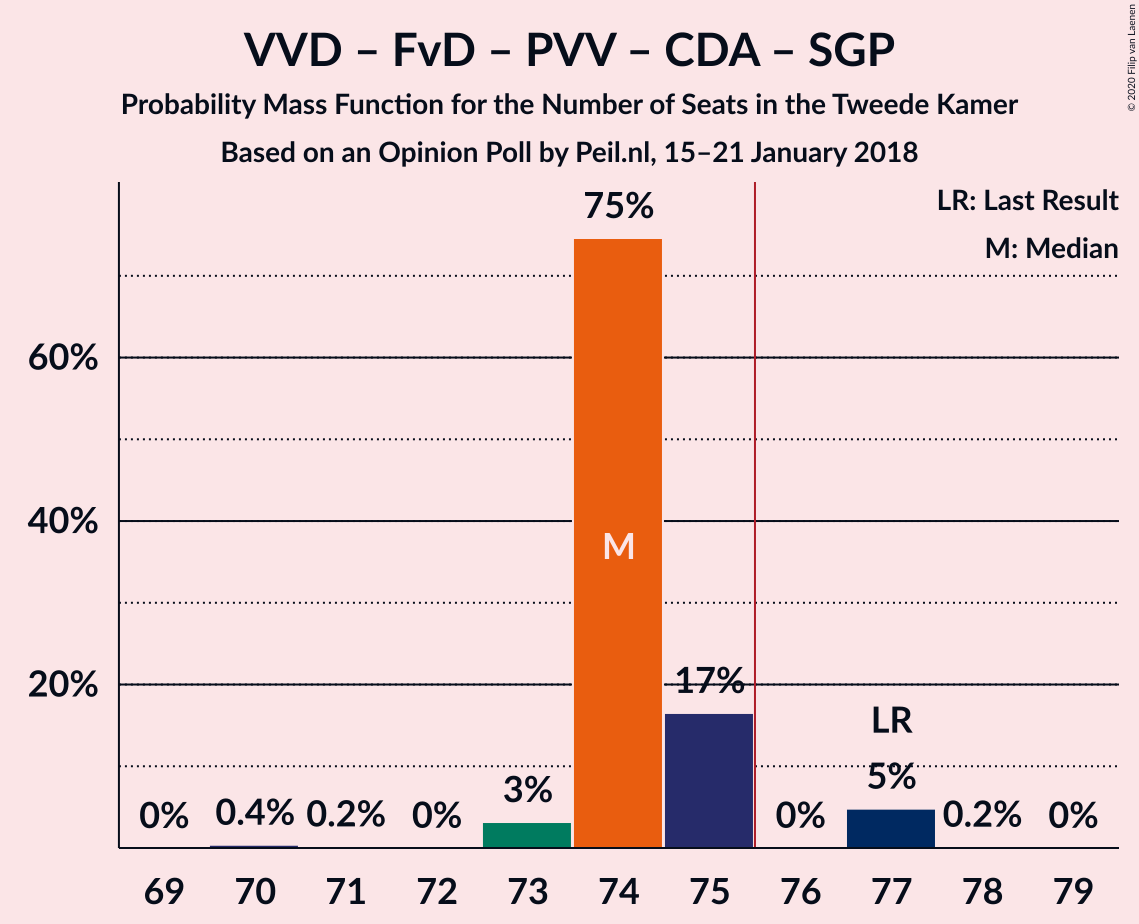 VVD – FvD – PVV – CDA – SGP
Probability Mass Function for the Number of Seats in the Tweede Kamer
Based on an Opinion Poll by Peil.nl, 15–21 January 2018
© 2020 Filip van Laenen
LR: Last Result
M: Median
60%
40%
20%
0%
0.4%
0.2%
0%
3%
75%
M
17%
0%
LR
5%
0.2%
0%
69 70 71 72 73 74 75 76 77 78 79